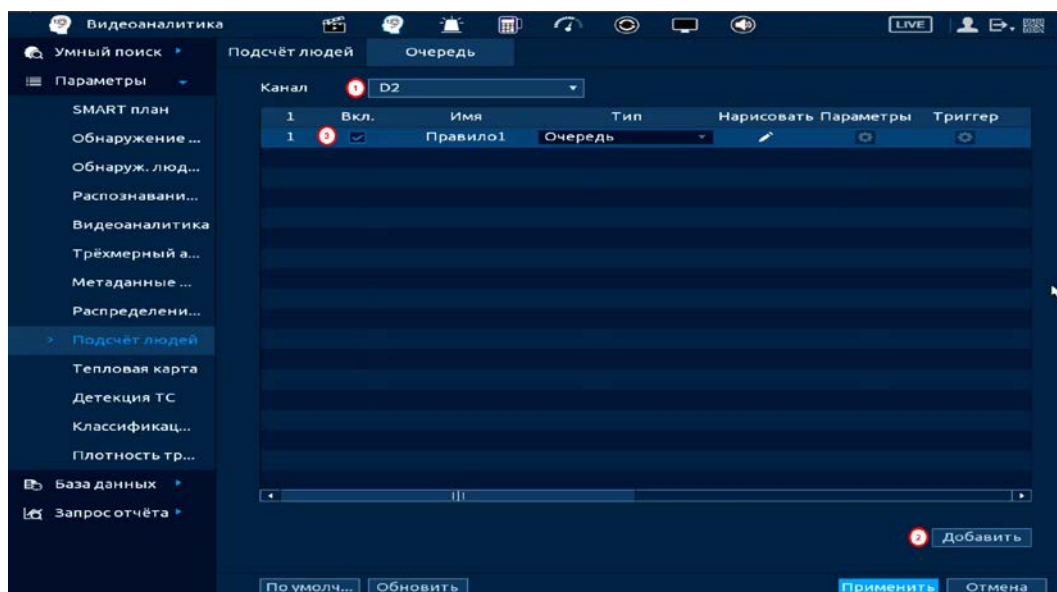 Видеоаналитика LIVE
Умный поиск
Параметры
SMART план
Обнаружение ...
Обнаруж. люд...
Распознавани...
Видеоаналитика
Трёхмерный а...
Метаданные ...
Распределени...
Подсчёт людей
Тепловая карта
Детекция ТС
Классификац...
Плотность тр...
База данных
Запрос отчёта
Подсчёт людей Очередь
Канал 1 D2
1 Вкл. Имя Тип Нарисовать Параметры Триггер
1 3 Правило1 Очередь
2 Добавить
По умолч... Обновить Применить Отмена